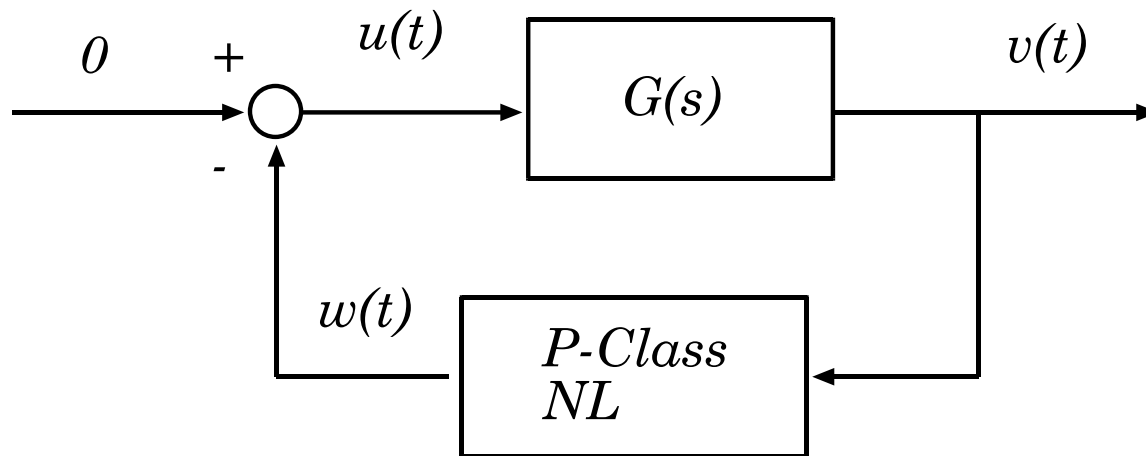 0
+
u(t)
G(s)
v(t)
-
w(t)
P-Class
NL